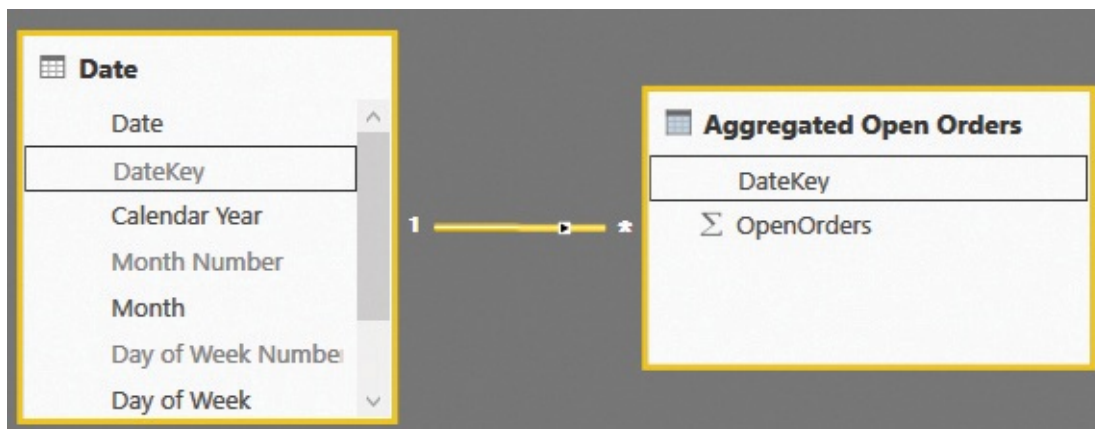 Date
Date
DateKey
Calendar Year
Month Number
Month
Day of Week Numbe
Day of Week
1
*
Aggregated Open Orders
DateKey
∑ OpenOrders